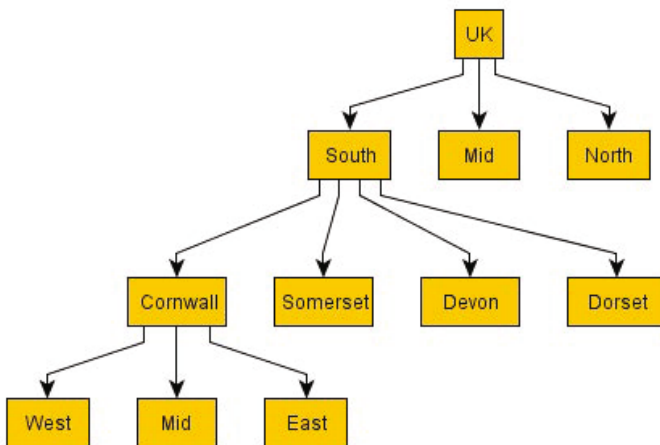 UK
South
Mid
North
Cornwall
Somerset
Devon
Dorset
West
Mid
East